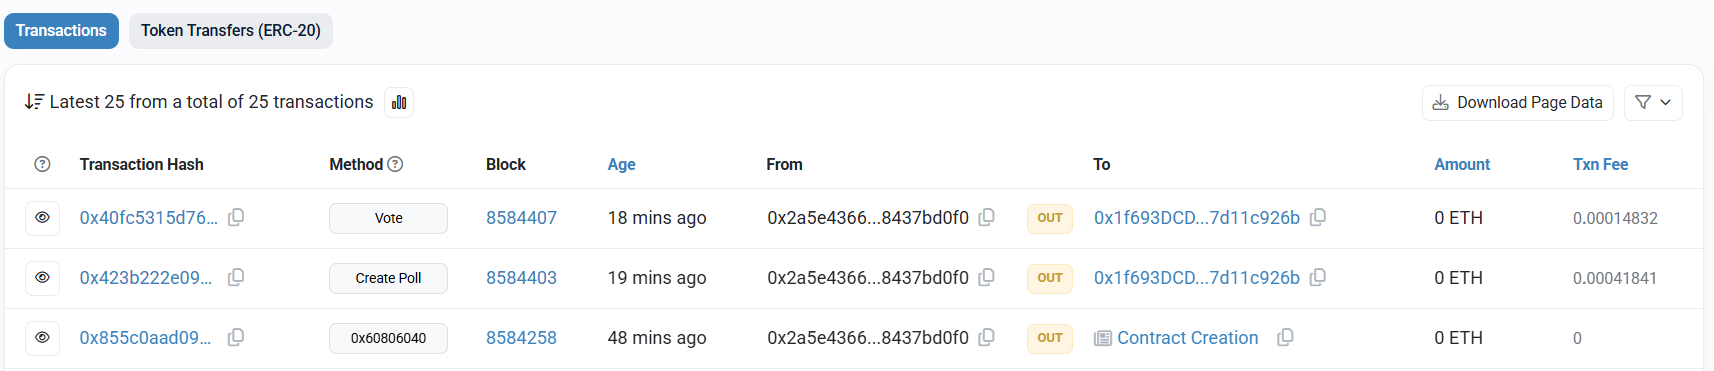 Transactions Token Transfers (ERC-20)
Latest 25 from a total of 25 transactions Download Page Data
Transaction Hash Method Block Age From To Amount Txn Fee
0x40fc5315d76... Vote 8584407 18 mins ago 0x2a5e4366...8437bd0f0 OUT 0x1f693DCD...7d11c926b 0 ETH 0.00014832
0x423b222e09... Create Poll 8584403 19 mins ago 0x2a5e4366...8437bd0f0 OUT 0x1f693DCD...7d11c926b 0 ETH 0.00041841
0x855c0aad09... 0x60806040 8584258 48 mins ago 0x2a5e4366...8437bd0f0 OUT Contract Creation 0 ETH 0